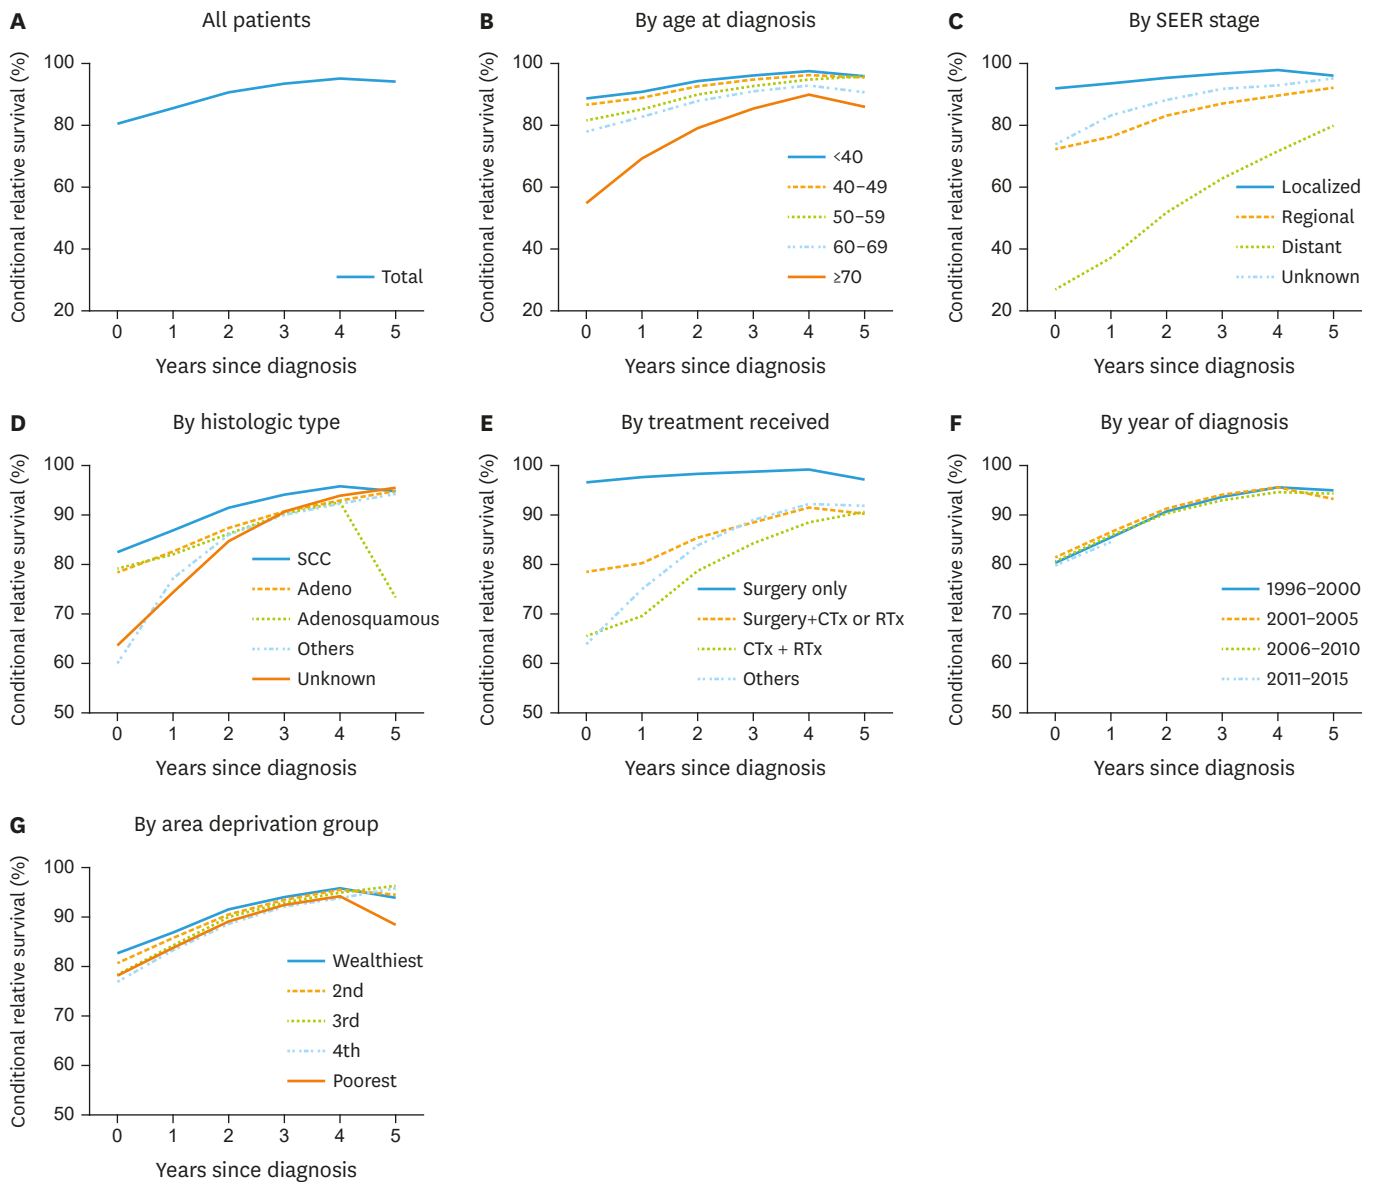 A
All patients
Conditional relative survival (%)
100
80
60
40
20
0 1 2 3 4 5
Years since diagnosis
Total
B
By age at diagnosis
Conditional relative survival (%)
100
80
60
40
20
0 1 2 3 4 5
Years since diagnosis
<40
40–49
50–59
60–69
≥70
C
By SEER stage
Conditional relative survival (%)
100
80
60
40
20
0 1 2 3 4 5
Years since diagnosis
Localized
Regional
Distant
Unknown
D
By histologic type
Conditional relative survival (%)
100
90
80
70
60
50
0 1 2 3 4 5
Years since diagnosis
SCC
Adeno
Adenosquamous
Others
Unknown
E
By treatment received
Conditional relative survival (%)
100
90
80
70
60
50
0 1 2 3 4 5
Years since diagnosis
Surgery only
Surgery+CTx or RTx
CTx + RTx
Others
F
By year of diagnosis
Conditional relative survival (%)
100
90
80
70
60
50
0 1 2 3 4 5
Years since diagnosis
1996–2000
2001–2005
2006–2010
2011–2015
G
By area deprivation group
Conditional relative survival (%)
100
90
80
70
60
50
0 1 2 3 4 5
Years since diagnosis
Wealthiest
2nd
3rd
4th
Poorest